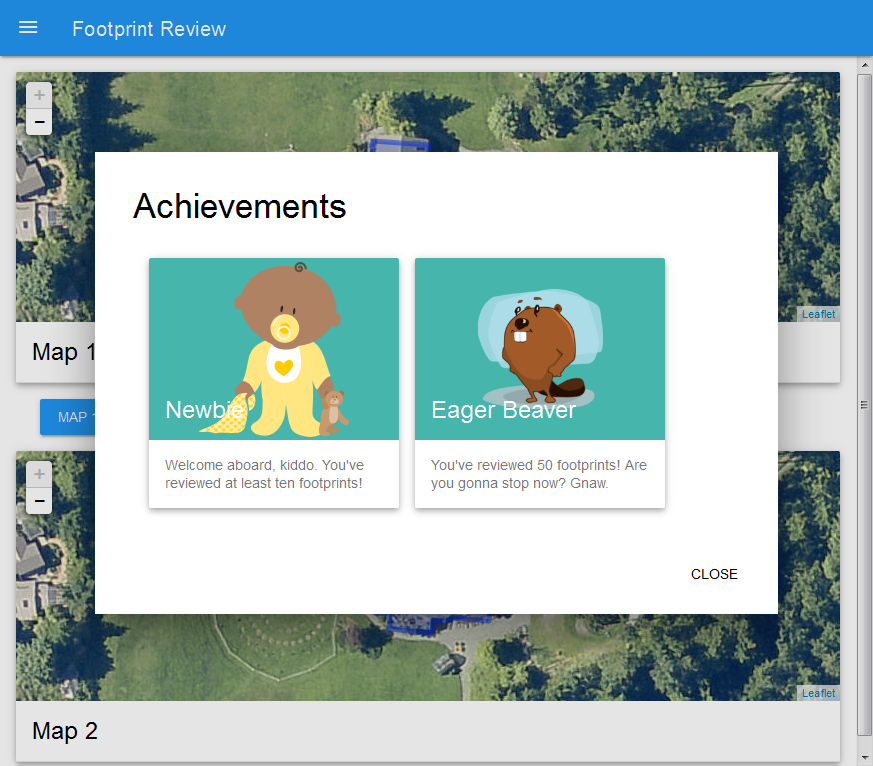 Footprint Review
+
−
Leaflet
Map 1
MAP 1
Achievements
Newbie
Welcome aboard, kiddo. You've
reviewed at least ten footprints!
Eager Beaver
You've reviewed 50 footprints! Are
you gonna stop now? Gnaw.
CLOSE
+
−
Leaflet
Map 2